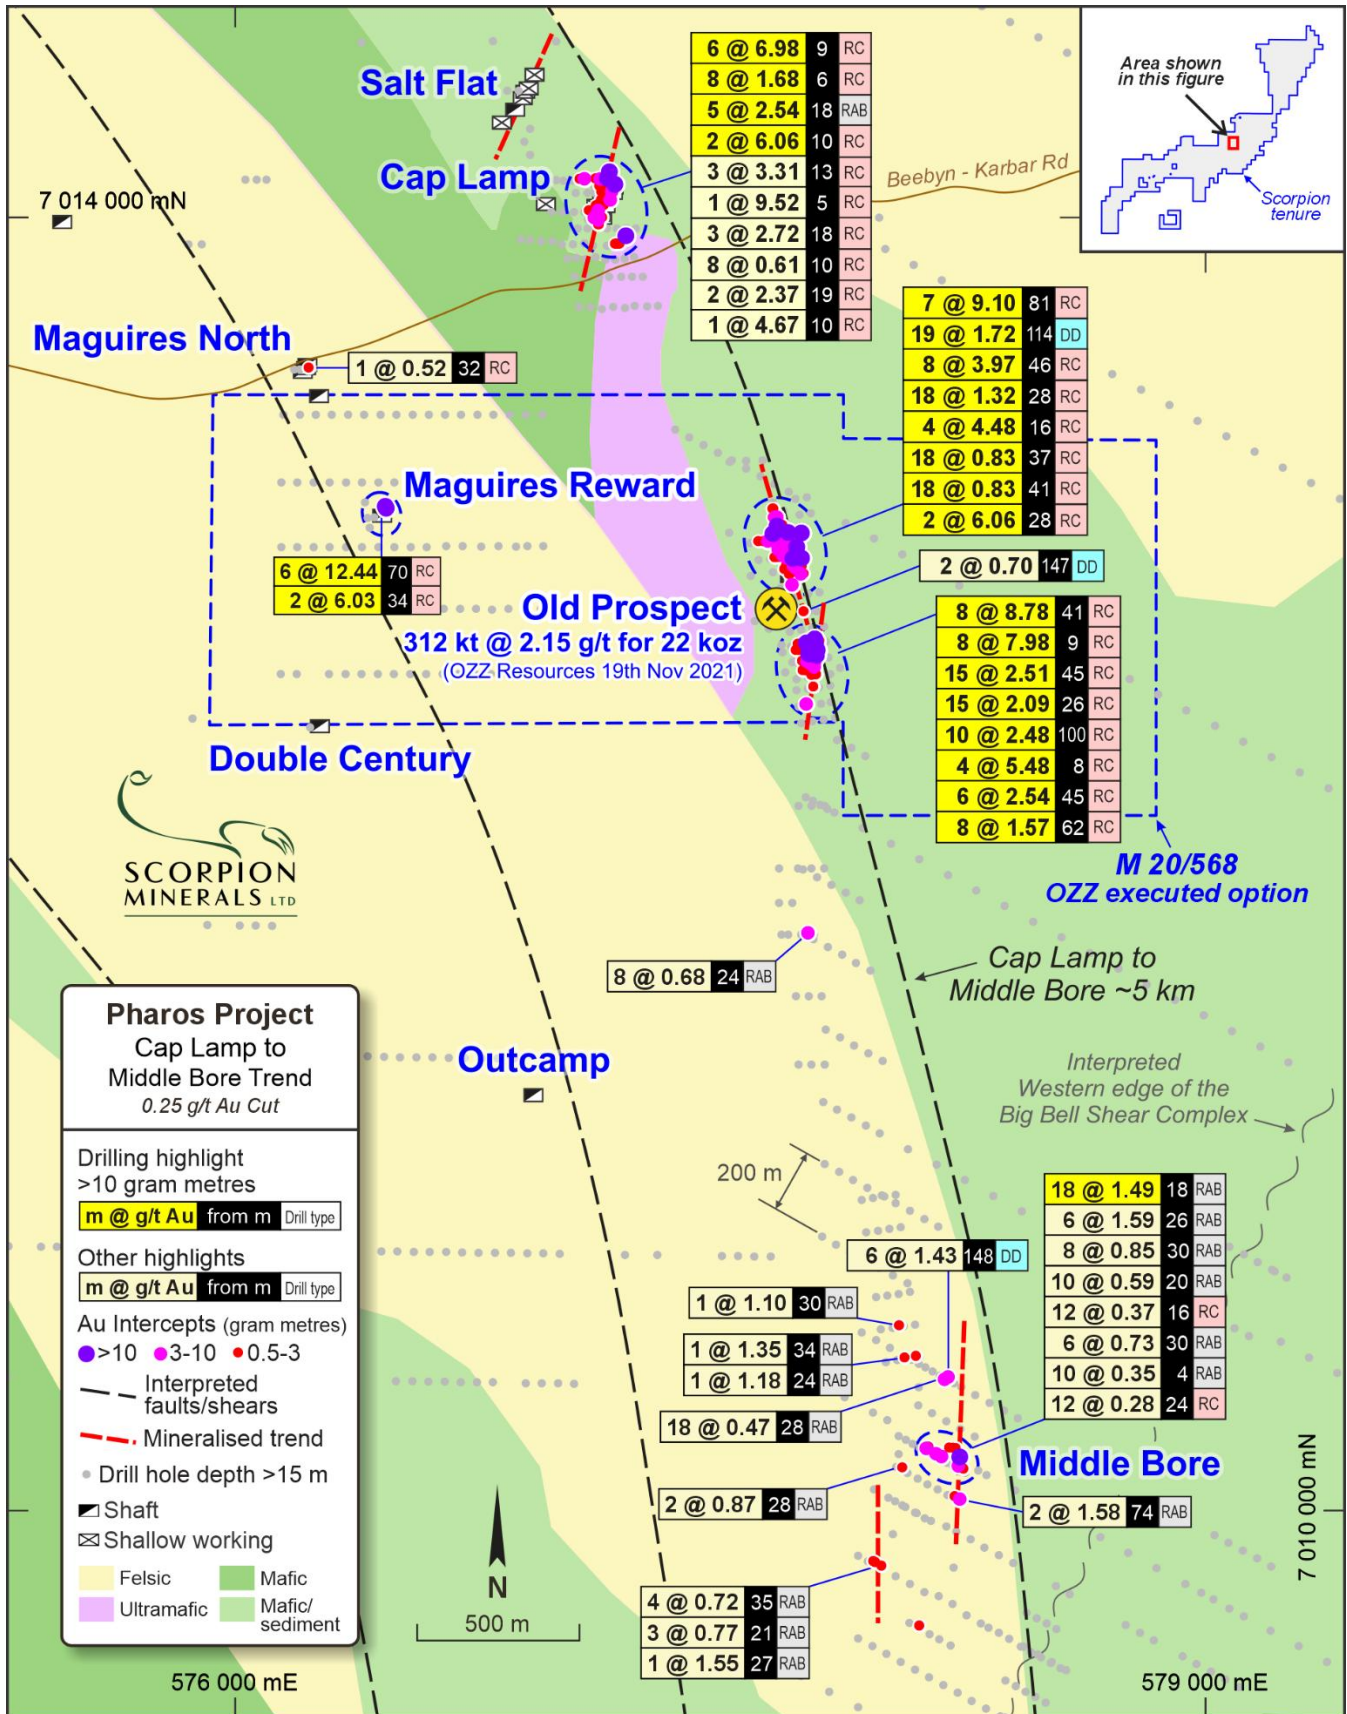 Salt Flat
Cap Lamp
7 014 000 mN
6 @ 6.98 9 RC
8 @ 1.68 6 RC
5 @ 2.54 18 RAB
2 @ 6.06 10 RC
3 @ 3.31 13 RC
1 @ 9.52 5 RC
3 @ 2.72 18 RC
8 @ 0.61 10 RC
2 @ 2.37 19 RC
1 @ 4.67 10 RC
Area shown
in this figure
Scorpion
tenure
Beebyn - Karbar Rd
Maguires North
1 @ 0.52 32 RC
7 @ 9.10 81 RC
19 @ 1.72 114 DD
8 @ 3.97 46 RC
18 @ 1.32 28 RC
4 @ 4.48 16 RC
18 @ 0.83 37 RC
18 @ 0.83 41 RC
2 @ 6.06 28 RC
Maguires Reward
6 @ 12.44 70 RC
2 @ 6.03 34 RC
2 @ 0.70 147 DD
Old Prospect
312 kt @ 2.15 g/t for 22 koz
(OZZ Resources 19th Nov 2021)
8 @ 8.78 41 RC
8 @ 7.98 9 RC
15 @ 2.51 45 RC
15 @ 2.09 26 RC
10 @ 2.48 100 RC
4 @ 5.48 8 RC
6 @ 2.54 45 RC
8 @ 1.57 62 RC
Double Century
SCORPION
MINERALS LTD
M 20/568
OZZ executed option
8 @ 0.68 24 RAB
Cap Lamp to
Middle Bore ~5 km
Outcamp
Interpreted
Western edge of the
Big Bell Shear Complex
200 m
Pharos Project
Cap Lamp to
Middle Bore Trend
0.25 g/t Au Cut
Drilling highlight
>10 gram metres
m @ g/t Au from m Drill type
Other highlights
m @ g/t Au from m Drill type
Au Intercepts (gram metres)
>10 3-10 0.5-3
Interpreted
faults/shears
Mineralised trend
Drill hole depth >15 m
Shaft
Shallow working
Felsic Mafic
Ultramafic Mafic/
sediment
18 @ 1.49 18 RAB
6 @ 1.59 26 RAB
8 @ 0.85 30 RAB
10 @ 0.59 20 RAB
12 @ 0.37 16 RC
6 @ 0.73 30 RAB
10 @ 0.35 4 RAB
12 @ 0.28 24 RC
6 @ 1.43 148 DD
1 @ 1.10 30 RAB
1 @ 1.35 34 RAB
1 @ 1.18 24 RAB
18 @ 0.47 28 RAB
Middle Bore
2 @ 0.87 28 RAB
2 @ 1.58 74 RAB
4 @ 0.72 35 RAB
3 @ 0.77 21 RAB
1 @ 1.55 27 RAB
N
500 m
7 010 000 mN
576 000 mE
579 000 mE